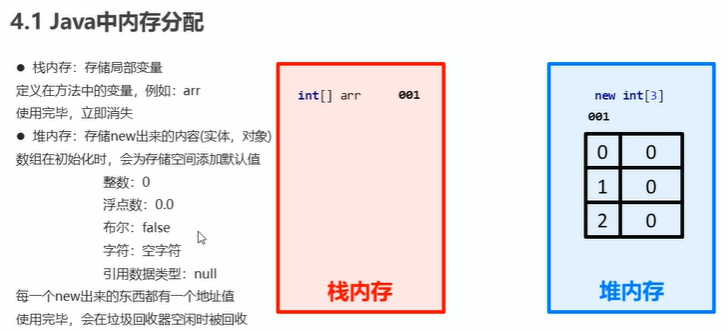 4.1 Java中内存分配
● 栈内存：存储局部变量
定义在方法中的变量，例如：arr
使用完毕，立即消失
● 堆内存：存储new出来的内容(实体，对象)
数组在初始化时，会为存储空间添加默认值
整数：0
浮点数：0.0
布尔：false
字符：空字符
引用数据类型：null
每一个new出来的东西都有一个地址值
使用完毕，会在垃圾回收器空闲时被回收
int[] arr 001
栈内存
new int[3]
001
0 0
1 0
2 0
堆内存